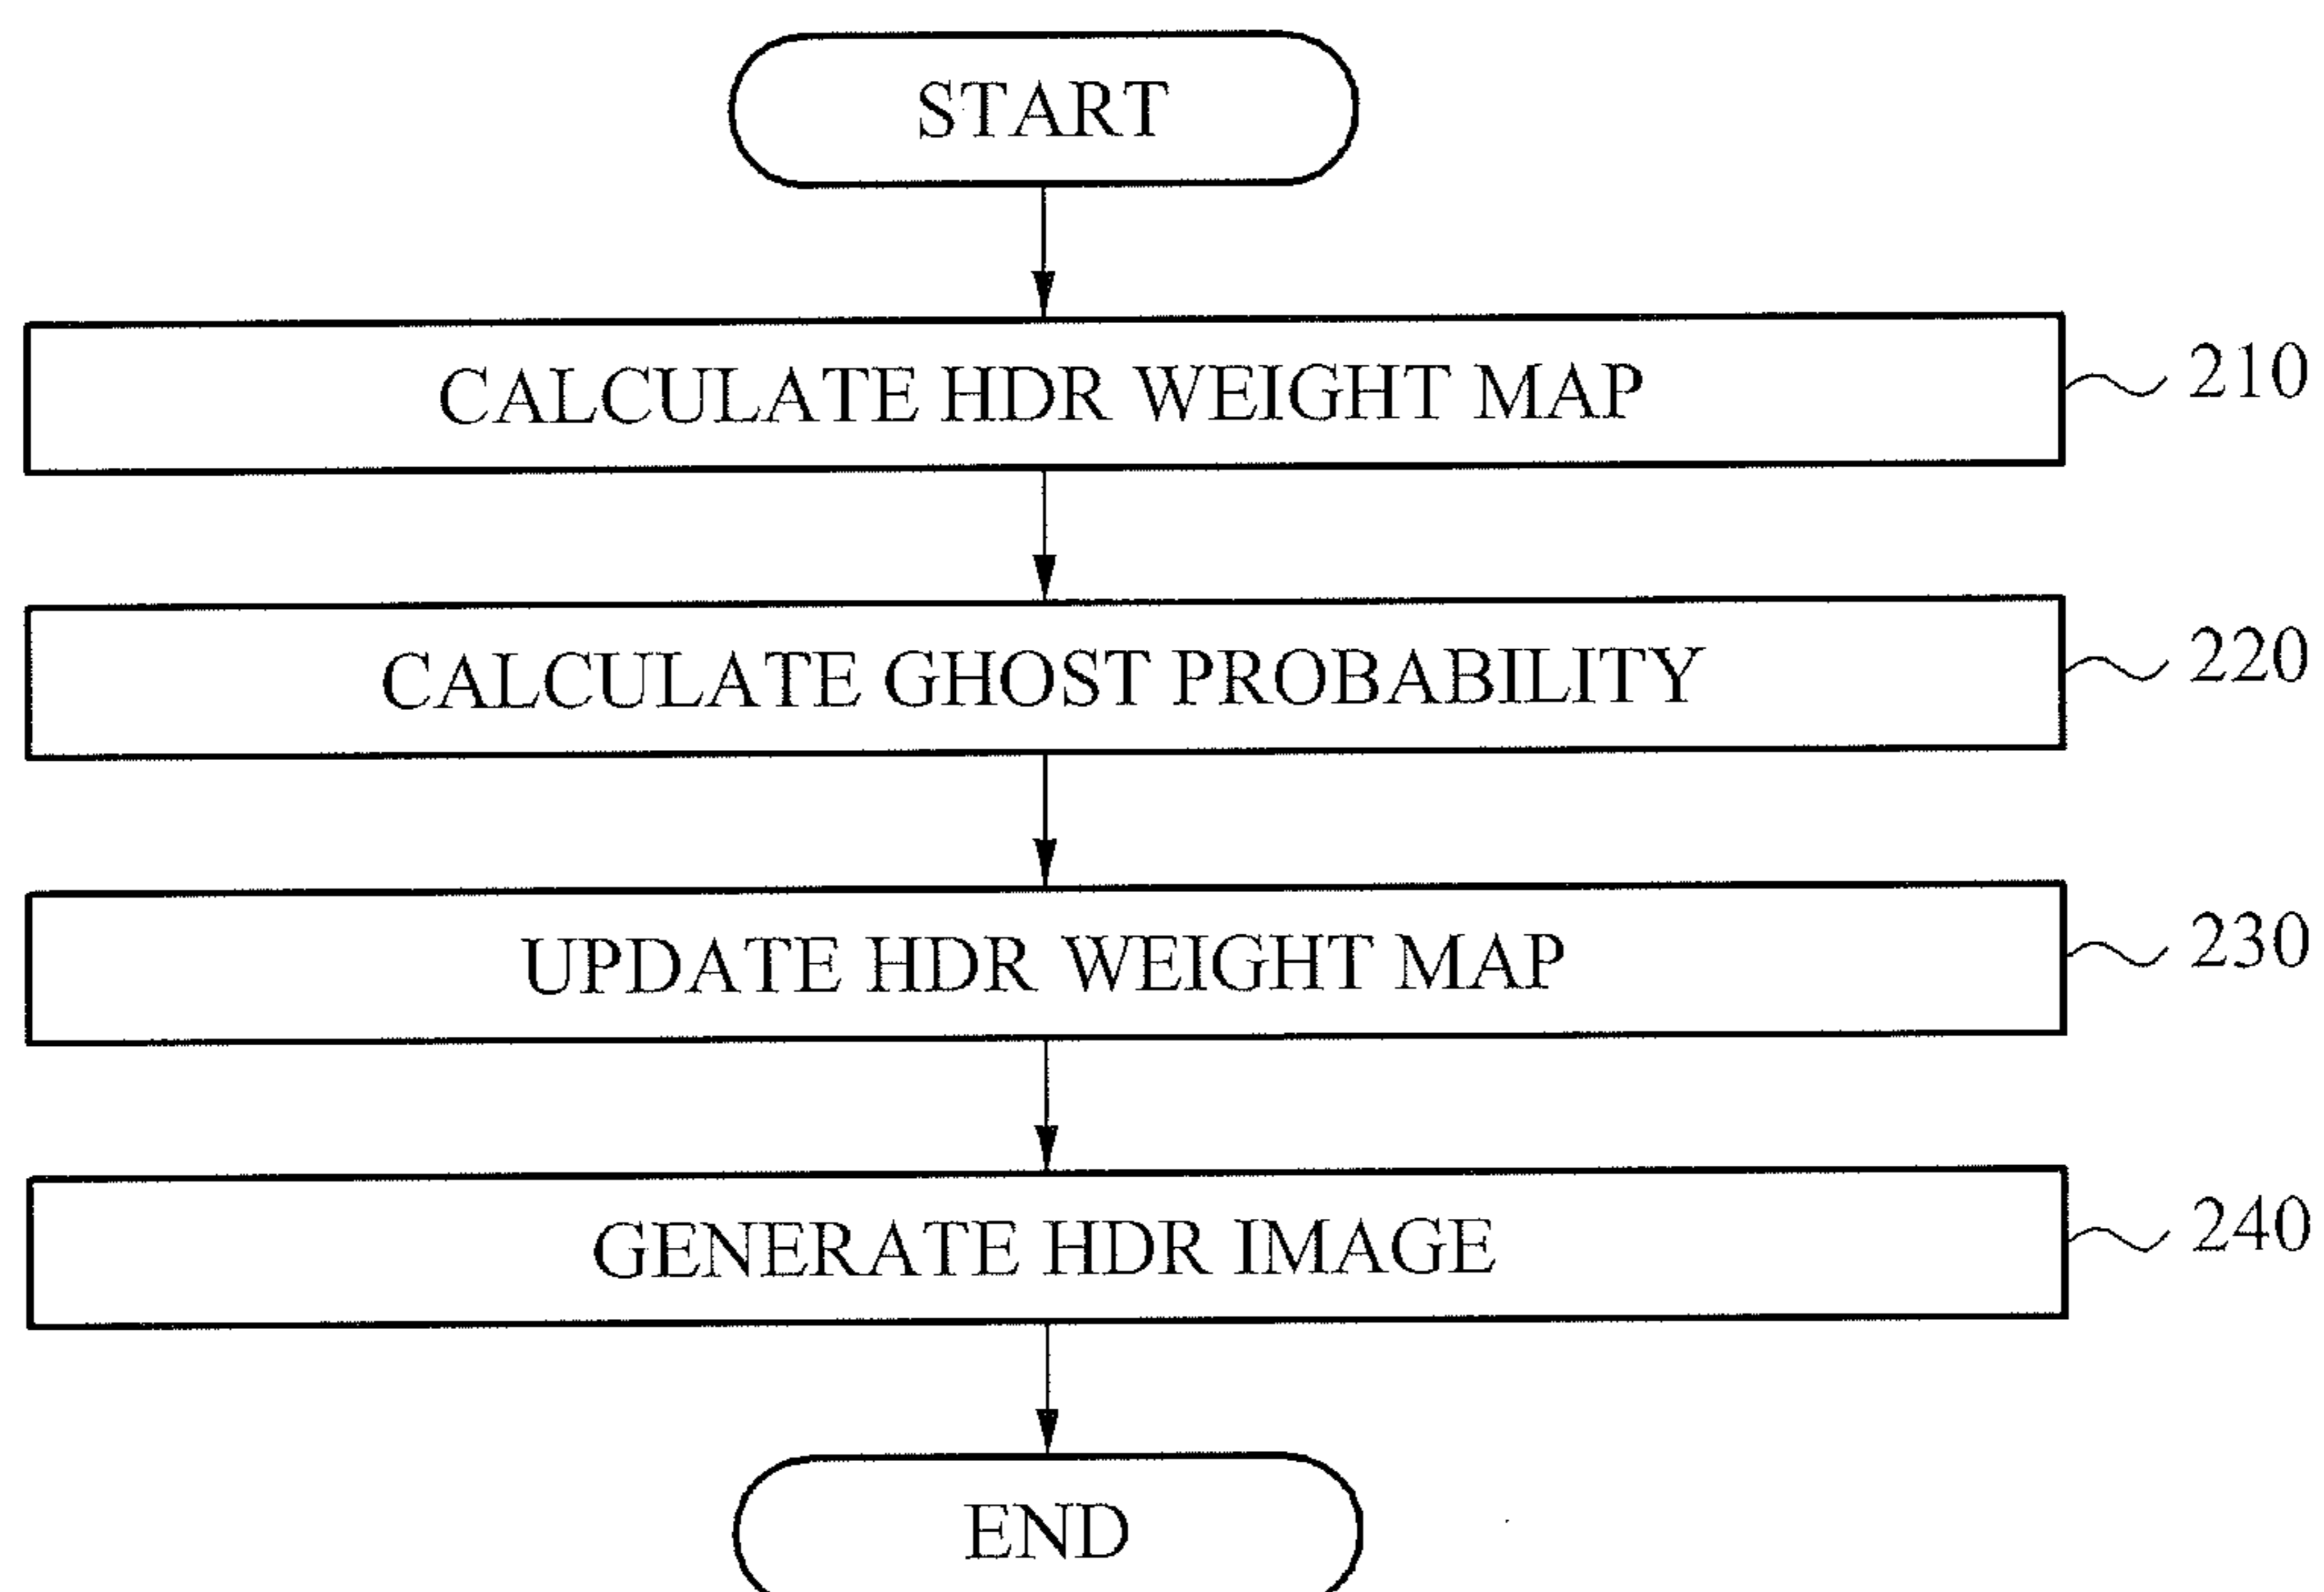 START
CALCULATE HDR WEIGHT MAP 210
CALCULATE GHOST PROBABILITY 220
UPDATE HDR WEIGHT MAP 230
GENERATE HDR IMAGE 240
END